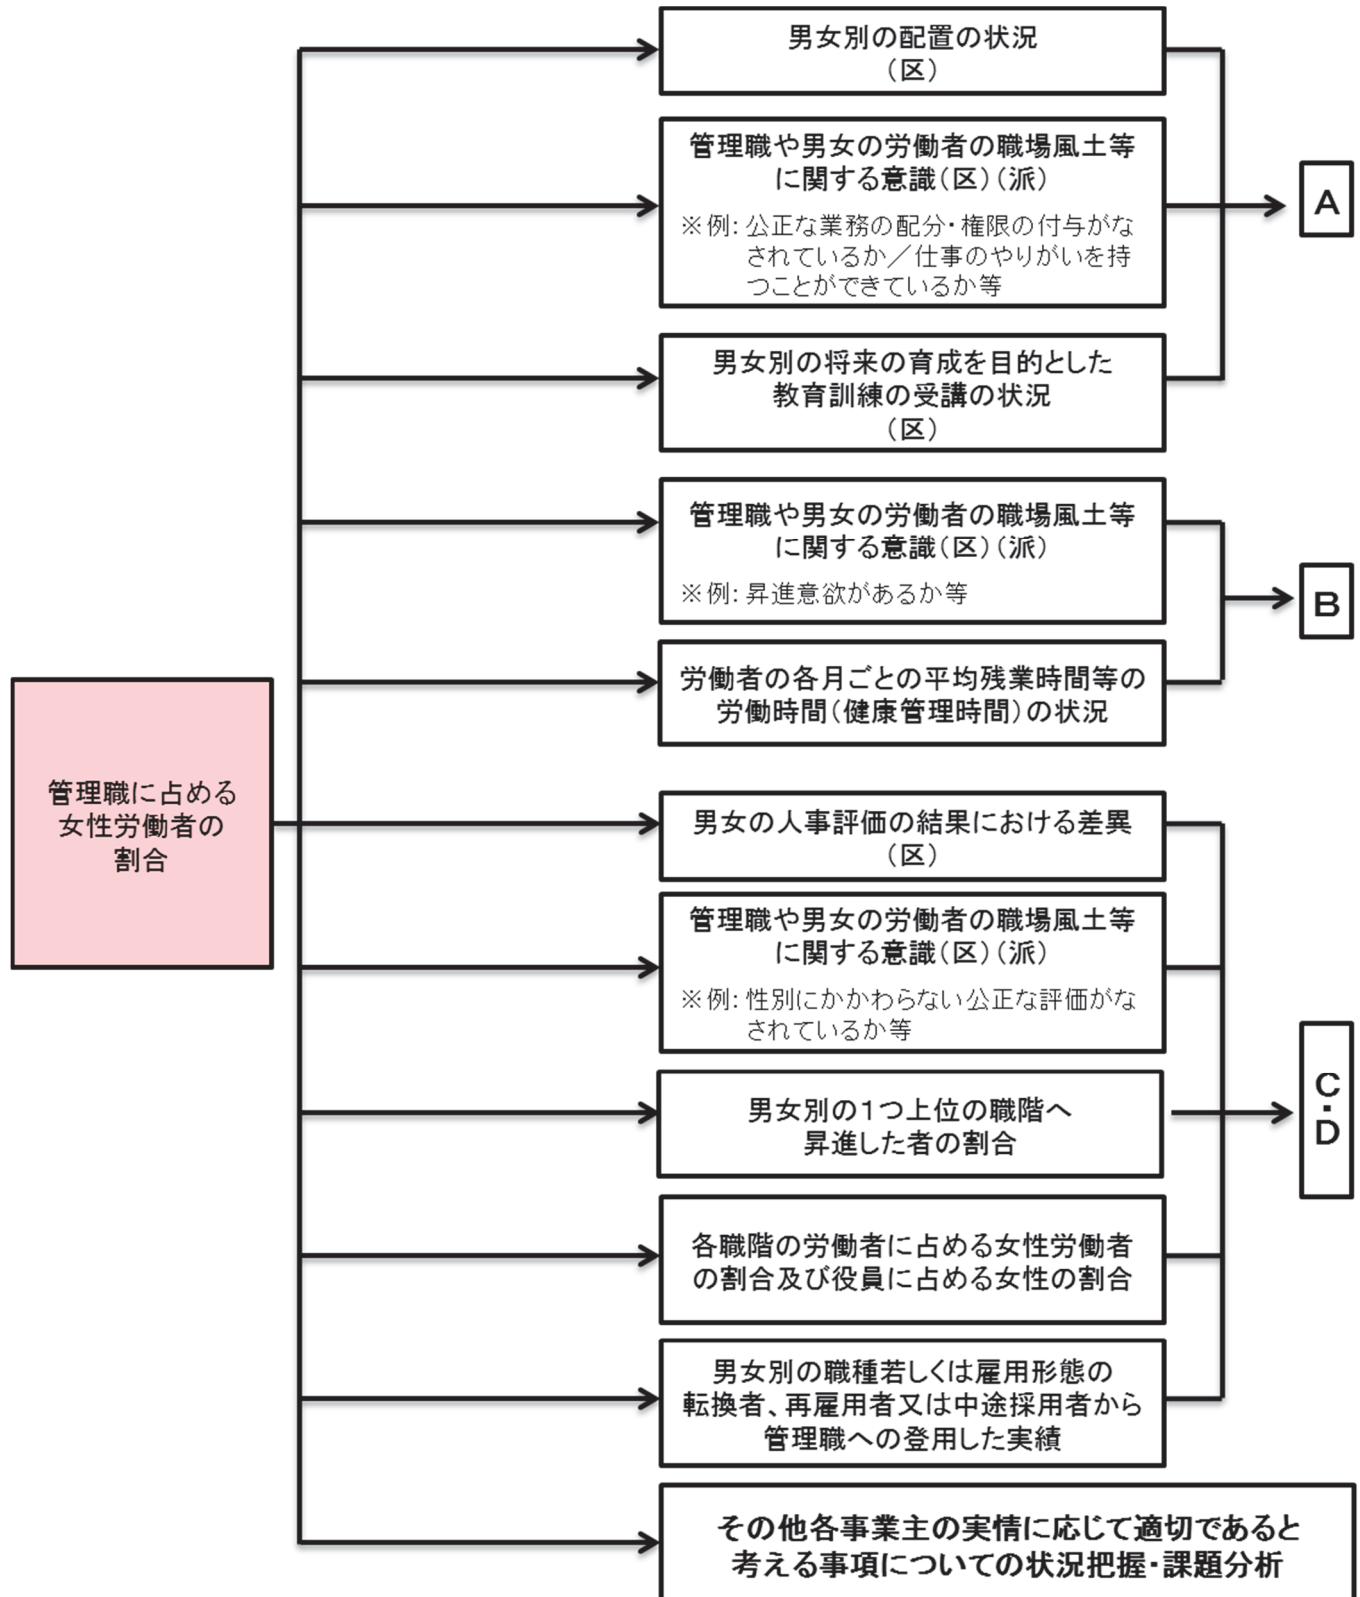 男女別の配置の状況
（区）
管理職や男女の労働者の職場風土等
に関する意識（区）（派）
※例：公正な業務の配分・権限の付与がな
されているか／仕事のやりがいを持
つことができているか等
A
男女別の将来の育成を目的とした
教育訓練の受講の状況
（区）
管理職や男女の労働者の職場風土等
に関する意識（区）（派）
※例：昇進意欲があるか等
B
労働者の各月ごとの平均残業時間等の
労働時間（健康管理時間）の状況
管理職に占める
女性労働者の
割合
男女の人事評価の結果における差異
（区）
管理職や男女の労働者の職場風土等
に関する意識（区）（派）
※例：性別にかかわらない公正な評価がな
されているか等
男女別の１つ上位の職階へ
昇進した者の割合
C・D
各職階の労働者に占める女性労働者
の割合及び役員に占める女性の割合
男女別の職種若しくは雇用形態の
転換者、再雇用者又は中途採用者から
管理職への登用した実績
その他各事業主の実情に応じて適切であると
考える事項についての状況把握・課題分析